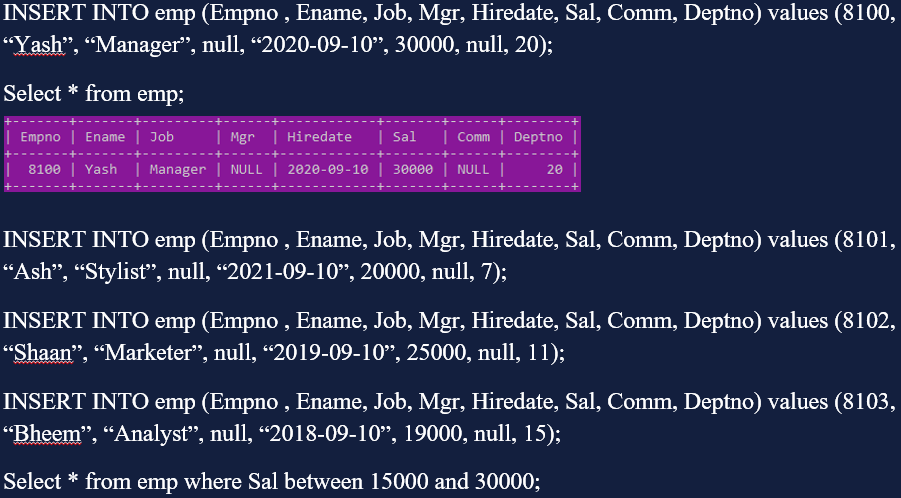 INSERT INTO emp (Empno , Ename, Job, Mgr, Hiredate, Sal, Comm, Deptno) values (8100,
“Yash”, “Manager”, null, “2020-09-10”, 30000, null, 20);
Select * from emp;
+-------+-------+---------+------+------------+-------+------+--------+
| Empno | Ename | Job     | Mgr  | Hiredate   | Sal   | Comm | Deptno |
+-------+-------+---------+------+------------+-------+------+--------+
|  8100 | Yash  | Manager | NULL | 2020-09-10 | 30000 | NULL |     20 |
+-------+-------+---------+------+------------+-------+------+--------+
INSERT INTO emp (Empno , Ename, Job, Mgr, Hiredate, Sal, Comm, Deptno) values (8101,
“Ash”, “Stylist”, null, “2021-09-10”, 20000, null, 7);
INSERT INTO emp (Empno , Ename, Job, Mgr, Hiredate, Sal, Comm, Deptno) values (8102,
“Shaan”, “Marketer”, null, “2019-09-10”, 25000, null, 11);
INSERT INTO emp (Empno , Ename, Job, Mgr, Hiredate, Sal, Comm, Deptno) values (8103,
“Bheem”, “Analyst”, null, “2018-09-10”, 19000, null, 15);
Select * from emp where Sal between 15000 and 30000;